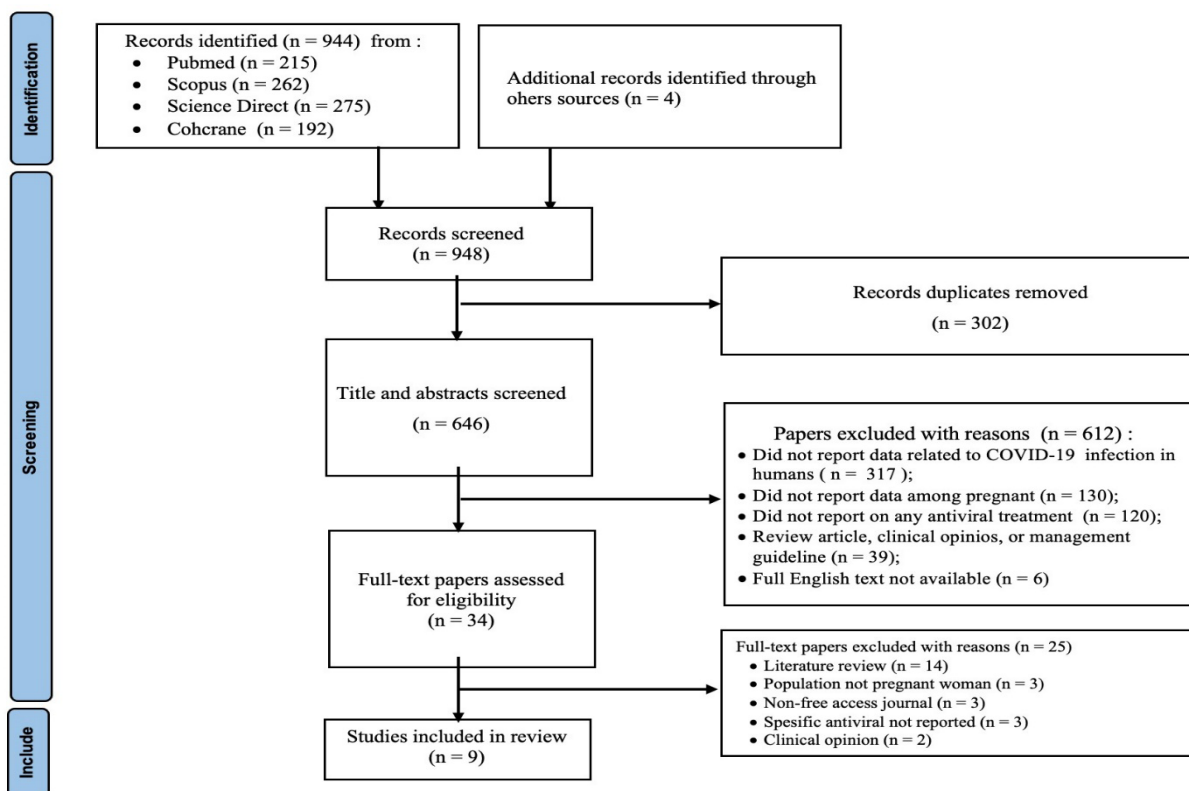 Identification
Records identified (n = 944) from :
• Pubmed (n = 215)
• Scopus (n = 262)
• Science Direct (n = 275)
• Cohcrane (n = 192)
Additional records identified through
ohers sources (n = 4)
Screening
Records screened
(n = 948)
Records duplicates removed
(n = 302)
Title and abstracts screened
(n = 646)
Papers excluded with reasons (n = 612) :
• Did not report data related to COVID-19 infection in
humans ( n = 317 );
• Did not report data among pregnant (n = 130);
• Did not report on any antiviral treatment (n = 120);
• Review article, clinical opinios, or management
guideline (n = 39);
• Full English text not available (n = 6)
Full-text papers assessed
for eligibility
(n = 34)
Full-text papers excluded with reasons (n = 25)
• Literature review (n = 14)
• Population not pregnant woman (n = 3)
• Non-free access journal (n = 3)
• Spesific antiviral not reported (n = 3)
• Clinical opinion (n = 2)
Include
Studies included in review
(n = 9)